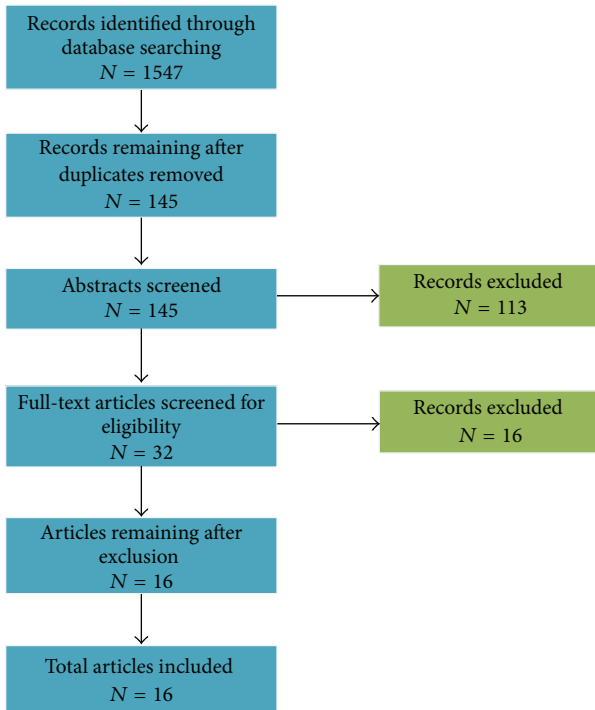 Records identified through
database searching
N = 1547
Records remaining after
duplicates removed
N = 145
Abstracts screened
N = 145
Records excluded
N = 113
Full-text articles screened for
eligibility
N = 32
Records excluded
N = 16
Articles remaining after
exclusion
N = 16
Total articles included
N = 16